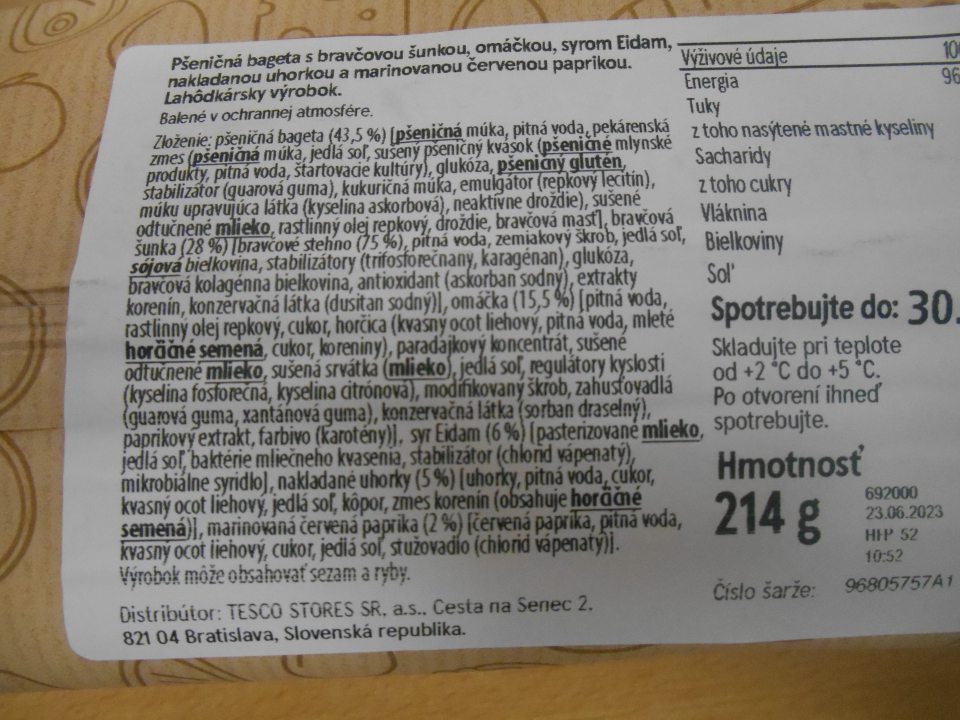 Pšeničná bageta s bravčovou šunkou, omáčkou, syrom Eidam,
nakladanou uhorkou a marinovanou červenou paprikou.
Lahôdkársky výrobok.
Balené v ochrannej atmosfére.
Zloženie: pšeničná bageta (43,5 %) [pšeničná múka, pitná voda, pekárenská
zmes (pšeničná múka, jedlá soľ, sušený pšeničný kvások (pšeničné mlynské
produkty, pitná voda, štartovacie kultúry), glukóza, pšeničný glutén,
stabilizátor (guarová guma), kukuričná múka, emulgátor (repkový lecitín),
múku upravujúca látka (kyselina askorbová), neaktívne droždie), sušené
odtučnené mlieko, rastlinný olej repkový, droždie, bravčová masť], bravčová
šunka (28 %) [bravčové stehno (75 %), pitná voda, zemiakový škrob, jedlá soľ,
sójová bielkovina, stabilizátory (trifosforečnany, karagénan), glukóza,
bravčová kolagénna bielkovina, antioxidant (askorban sodný), extrakty
korenín, konzervačná látka (dusitan sodný)], omáčka (15,5 %) [pitná voda,
rastlinný olej repkový, cukor, horčica (kvasný ocot liehový, pitná voda, mleté
horčičné semená, cukor, koreniny), paradajkový koncentrát, sušené
odtučnené mlieko, sušená srvátka (mlieko), jedlá soľ, regulátory kyslosti
(kyselina fosforečná, kyselina citrónová), modifikovaný škrob, zahusťovadlá
(guarová guma, xantánová guma), konzervačná látka (sorban draselný),
paprikový extrakt, farbivo (karotény)], syr Eidam (6 %) [pasterizované mlieko,
jedlá soľ, baktérie mliečneho kvasenia, stabilizátor (chlorid vápenatý),
mikrobiálne syridlo], nakladané uhorky (5 %) [uhorky, pitná voda, cukor,
kvasný ocot liehový, jedlá soľ, kôpor, zmes korenín (obsahuje horčičné
semená)], marinovaná červená paprika (2 %) [červená paprika, pitná voda,
kvasný ocot liehový, cukor, jedlá soľ, stužovadlo (chlorid vápenatý)].
Výrobok môže obsahovať sezam a ryby.
Distribútor: TESCO STORES SR, a.s., Cesta na Senec 2,
821 04 Bratislava, Slovenská republika.
Výživové údaje
Energia
Tuky
z toho nasýtené mastné kyseliny
Sacharidy
z toho cukry
Vláknina
Bielkoviny
Soľ
Spotrebujte do: 30.
Skladujte pri teplote
od +2 °C do +5 °C.
Po otvorení ihneď
spotrebujte.
Hmotnosť
214 g
692000
23.06.2023
HFP 52
10:52
Číslo šarže: 96805757A1